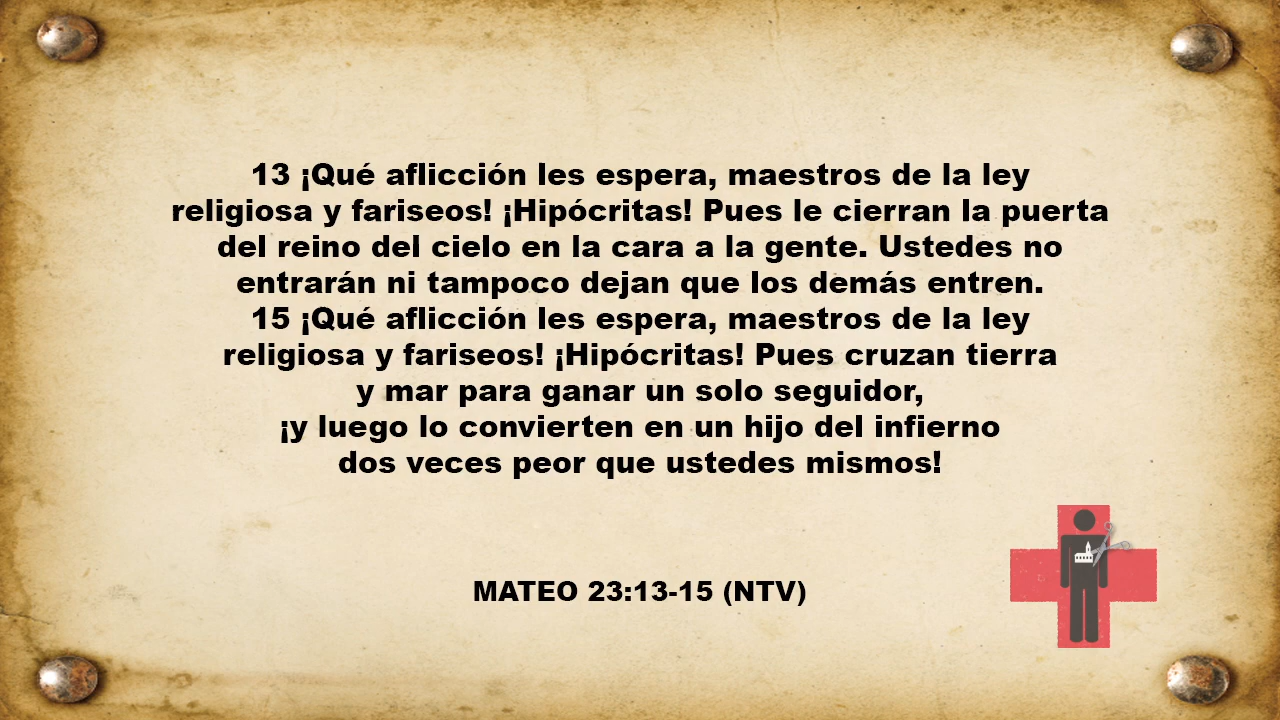 13 ¡Qué aflicción les espera, maestros de la ley
religiosa y fariseos! ¡Hipócritas! Pues le cierran la puerta
del reino del cielo en la cara a la gente. Ustedes no
entrarán ni tampoco dejan que los demás entren.
15 ¡Qué aflicción les espera, maestros de la ley
religiosa y fariseos! ¡Hipócritas! Pues cruzan tierra
y mar para ganar un solo seguidor,
¡y luego lo convierten en un hijo del infierno
dos veces peor que ustedes mismos!
MATEO 23:13-15 (NTV)